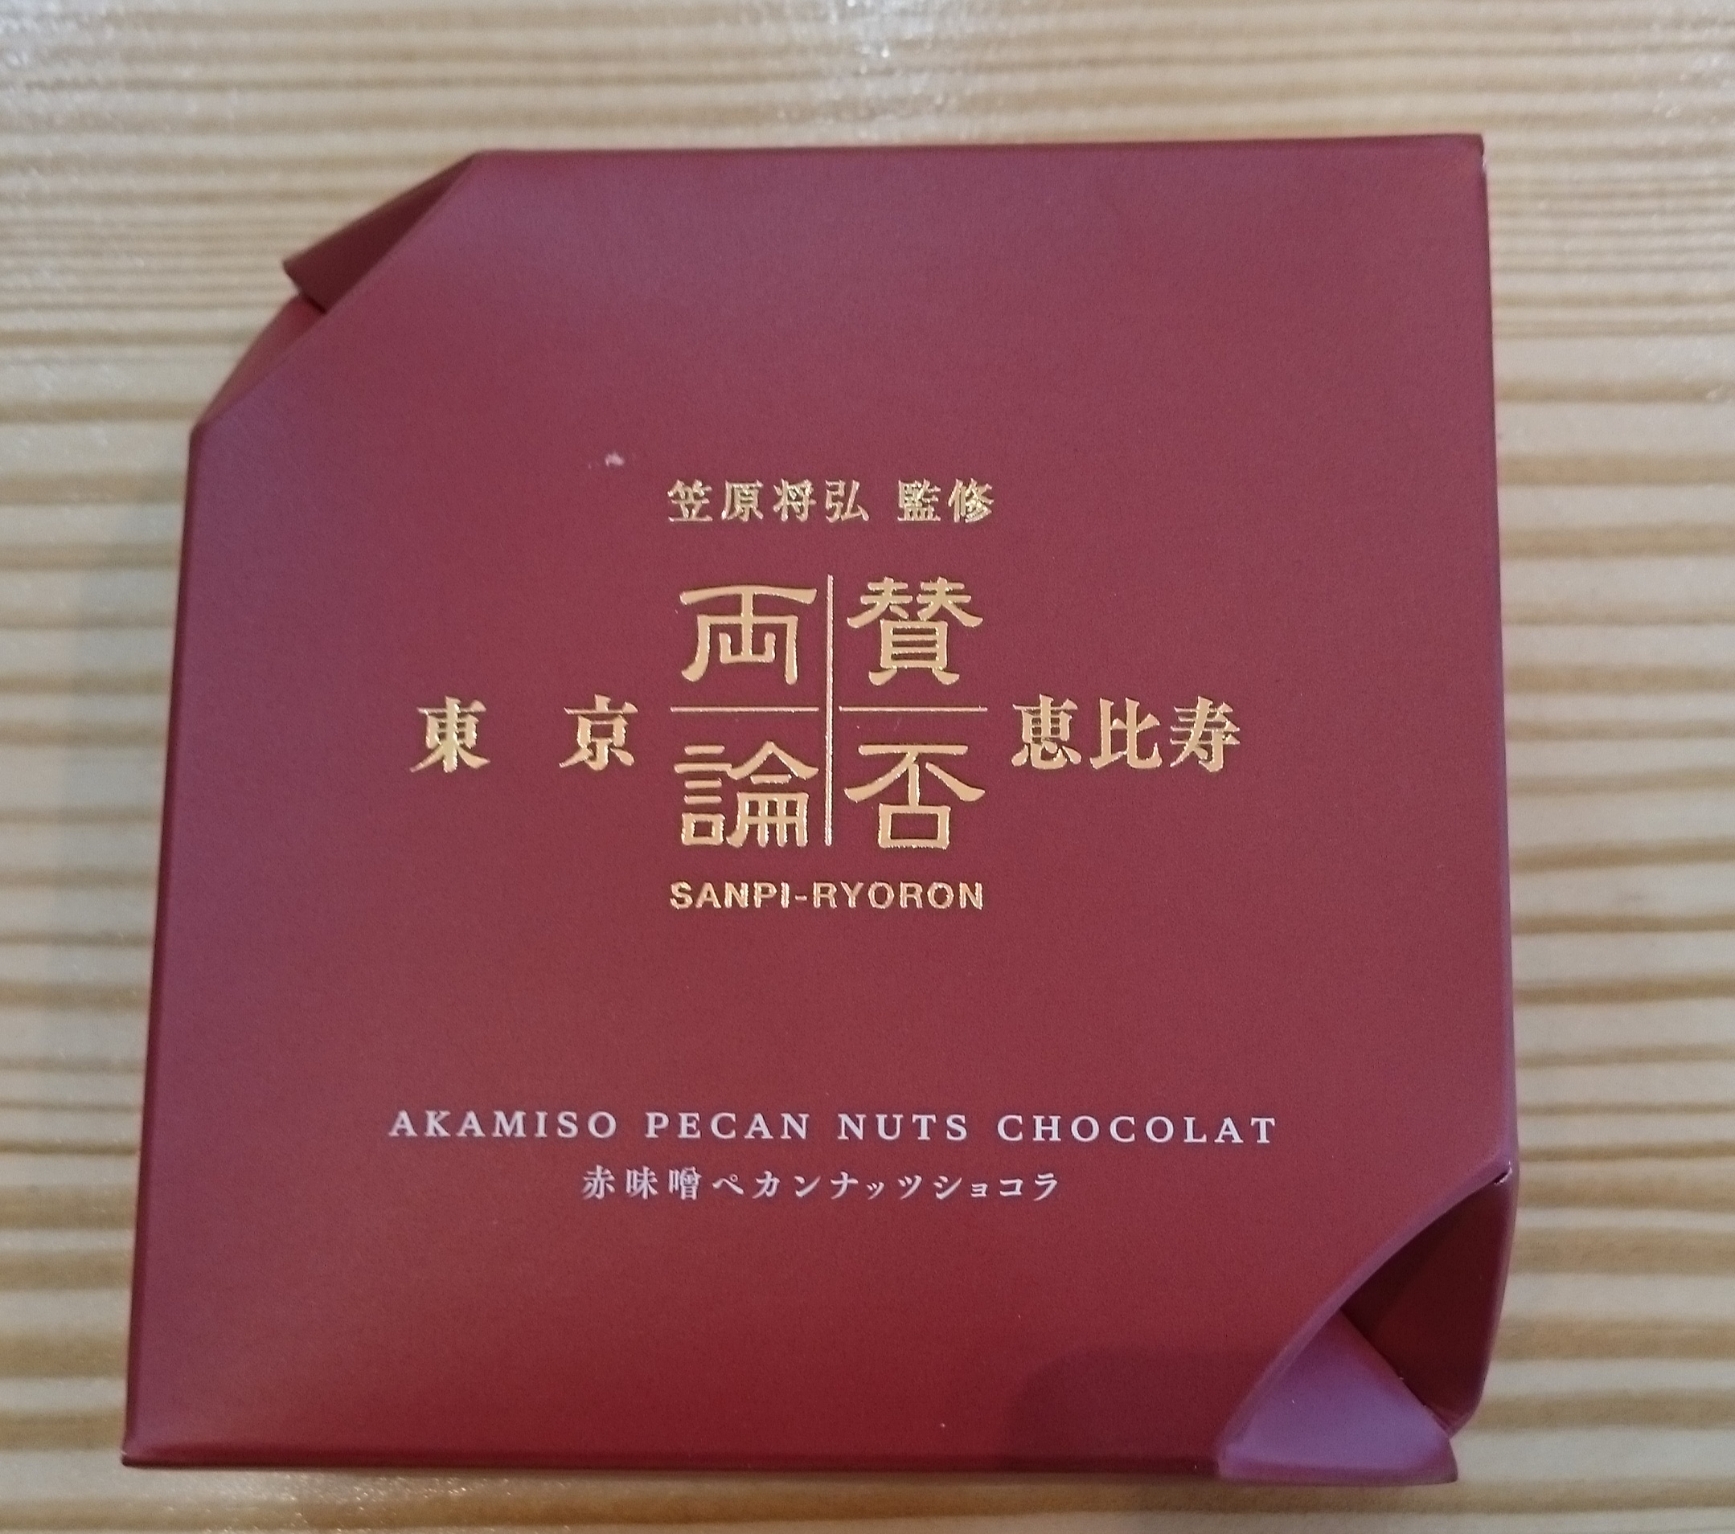 笠原将弘 監修
東京
賛否
両論
恵比寿
SANPI-RYORON
AKAMISO PECAN NUTS CHOCOLAT
赤味噌ペカンナッツショコラ